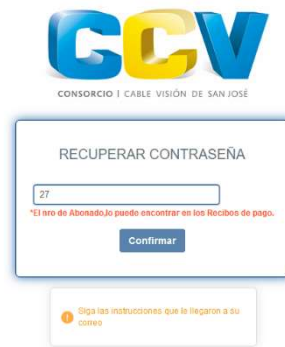 CCV
CONSORCIO | CABLE VISIÓN DE SAN JOSÉ
RECUPERAR CONTRASEÑA
27
*El nro de Abonado,lo puede encontrar en los Recibos de pago.
Confirmar
Siga las instrucciones que le llegaron a su
correo